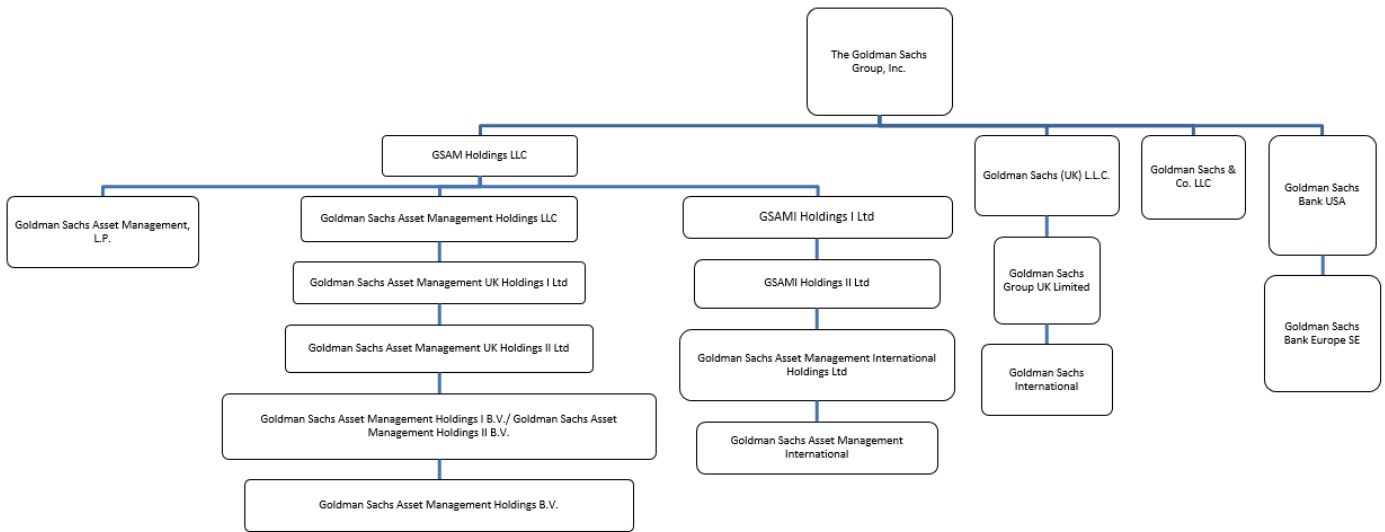 The Goldman Sachs
Group, Inc.
GSAM Holdings LLC
Goldman Sachs (UK) L.L.C.
Goldman Sachs &
Co. LLC
Goldman Sachs
Bank USA
Goldman Sachs Asset Management,
L.P.
Goldman Sachs Asset Management Holdings LLC
GSAMI Holdings I Ltd
Goldman Sachs Asset Management UK Holdings I Ltd
GSAMI Holdings II Ltd
Goldman Sachs
Group UK Limited
Goldman Sachs
Bank Europe SE
Goldman Sachs Asset Management UK Holdings II Ltd
Goldman Sachs Asset Management International
Holdings Ltd
Goldman Sachs
International
Goldman Sachs Asset Management Holdings I B.V./ Goldman Sachs Asset
Management Holdings II B.V.
Goldman Sachs Asset Management
International
Goldman Sachs Asset Management Holdings B.V.